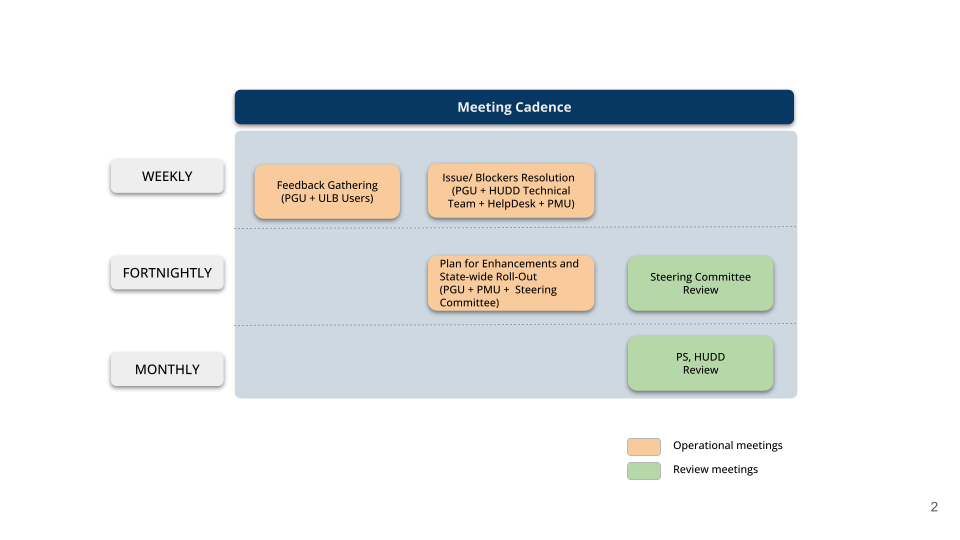 Meeting Cadence
WEEKLY
Feedback Gathering
(PGU + ULB Users)
Issue/ Blockers Resolution
(PGU + HUDD Technical
Team + HelpDesk + PMU)
FORTNIGHTLY
Plan for Enhancements and
State-wide Roll-Out
(PGU + PMU + Steering
Committee)
Steering Committee
Review
MONTHLY
PS, HUDD
Review
Operational meetings
Review meetings
2